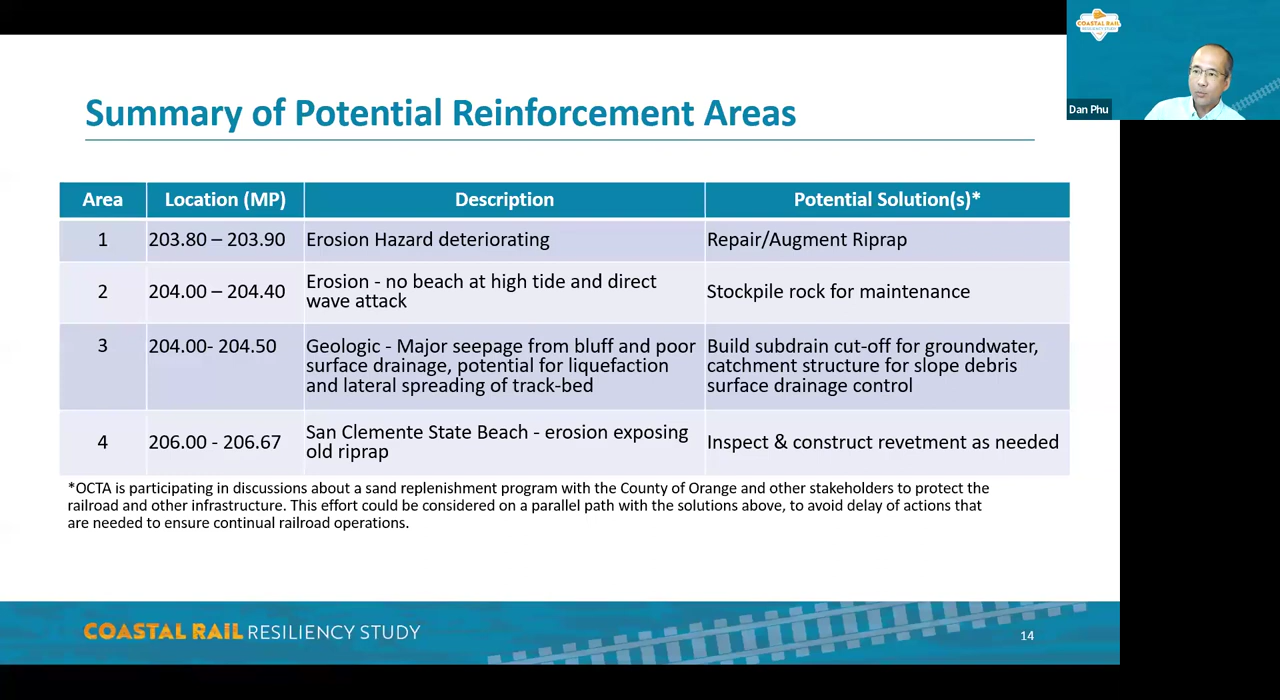 COASTAL RAIL
RESILIENCY STUDY
Dan Phu
Summary of Potential Reinforcement Areas
Area Location (MP) Description Potential Solution(s)*
1 203.80 – 203.90 Erosion Hazard deteriorating Repair/Augment Riprap
2 204.00 – 204.40 Erosion - no beach at high tide and direct
wave attack
Stockpile rock for maintenance
3 204.00- 204.50 Geologic - Major seepage from bluff and poor
surface drainage, potential for liquefaction
and lateral spreading of track-bed
Build subdrain cut-off for groundwater,
catchment structure for slope debris
surface drainage control
4 206.00 - 206.67 San Clemente State Beach - erosion exposing
old riprap
Inspect & construct revetment as needed
*OCTA is participating in discussions about a sand replenishment program with the County of Orange and other stakeholders to protect the
railroad and other infrastructure. This effort could be considered on a parallel path with the solutions above, to avoid delay of actions that
are needed to ensure continual railroad operations.
COASTAL RAIL RESILIENCY STUDY
14